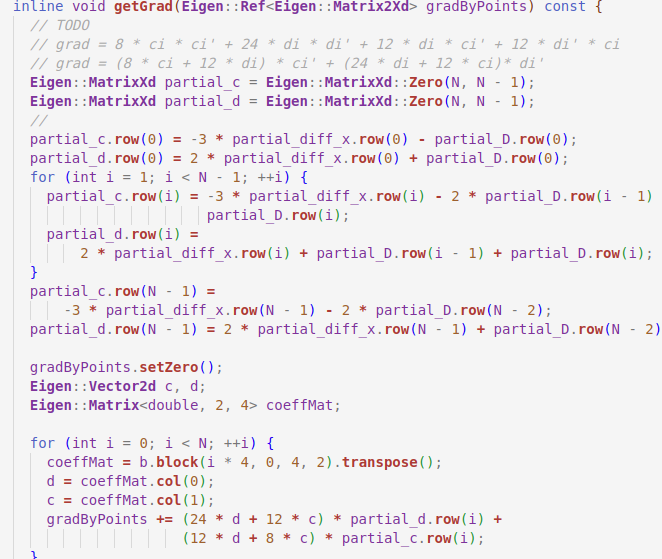 inline void getGrad(Eigen::Ref<Eigen::Matrix2Xd> gradByPoints) const {
// TODO
// grad = 8 * ci * ci' + 24 * di * di' + 12 * di * ci' + 12 * di' * ci
// grad = (8 * ci + 12 * di) * ci' + (24 * di + 12 * ci)* di'
Eigen::MatrixXd partial_c = Eigen::MatrixXd::Zero(N, N - 1);
Eigen::MatrixXd partial_d = Eigen::MatrixXd::Zero(N, N - 1);
//
partial_c.row(0) = -3 * partial_diff_x.row(0) - partial_D.row(0);
partial_d.row(0) = 2 * partial_diff_x.row(0) + partial_D.row(0);
for (int i = 1; i < N - 1; ++i) {
partial_c.row(i) = -3 * partial_diff_x.row(i) - 2 * partial_D.row(i - 1)
partial_D.row(i);
partial_d.row(i) =
2 * partial_diff_x.row(i) + partial_D.row(i - 1) + partial_D.row(i);
}
partial_c.row(N - 1) =
-3 * partial_diff_x.row(N - 1) - 2 * partial_D.row(N - 2);
partial_d.row(N - 1) = 2 * partial_diff_x.row(N - 1) + partial_D.row(N - 2)
gradByPoints.setZero();
Eigen::Vector2d c, d;
Eigen::Matrix<double, 2, 4> coeffMat;
for (int i = 0; i < N; ++i) {
coeffMat = b.block(i * 4, 0, 4, 2).transpose();
d = coeffMat.col(0);
c = coeffMat.col(1);
gradByPoints += (24 * d + 12 * c) * partial_d.row(i) +
(12 * d + 8 * c) * partial_c.row(i);
}